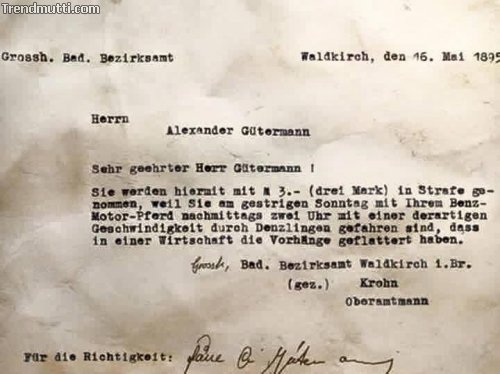 Trendmutti.com
Grossh. Bad. Bezirksamt Waldkirch, den 16. Mai 1895
Herrn
Alexander Gütermann
Sehr geehrter Herr Gütermann !
Sie werden hiermit mit M 3.- (drei Mark) in Strafe ge-
nommen, weil Sie am gestrigen Sonntag mit Ihrem Benz-
Motor-Pferd nachmittags zwei Uhr mit einer derartigen
Geschwindigkeit durch Denzlingen gefahren sind, dass
in einer Wirtschaft die Vorhänge geflattert haben.
Grossh. Bad. Bezirksamt Waldkirch i.Br.
(gez.) Krohn
Oberamtmann
Für die Richtigkeit: